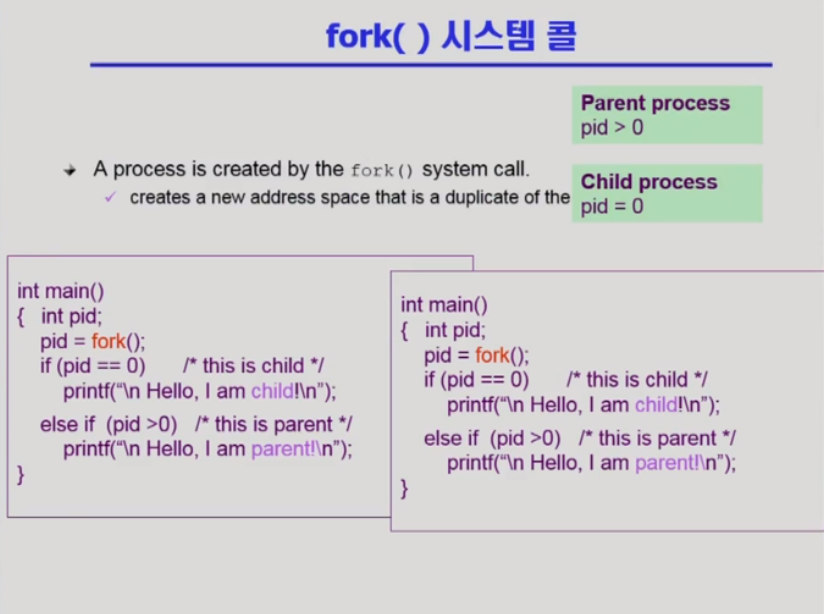 fork( ) 시스템 콜
Parent process
pid > 0
A process is created by the fork() system call.
creates a new address space that is a duplicate of the
Child process
pid = 0
int main()
{ int pid;
pid = fork();
if (pid == 0) /* this is child */
printf(“\n Hello, I am child!\n”);
else if (pid >0) /* this is parent */
printf(“\n Hello, I am parent!\n”);
}
int main()
{ int pid;
pid = fork();
if (pid == 0) /* this is child */
printf(“\n Hello, I am child!\n”);
else if (pid >0) /* this is parent */
printf(“\n Hello, I am parent!\n”);
}